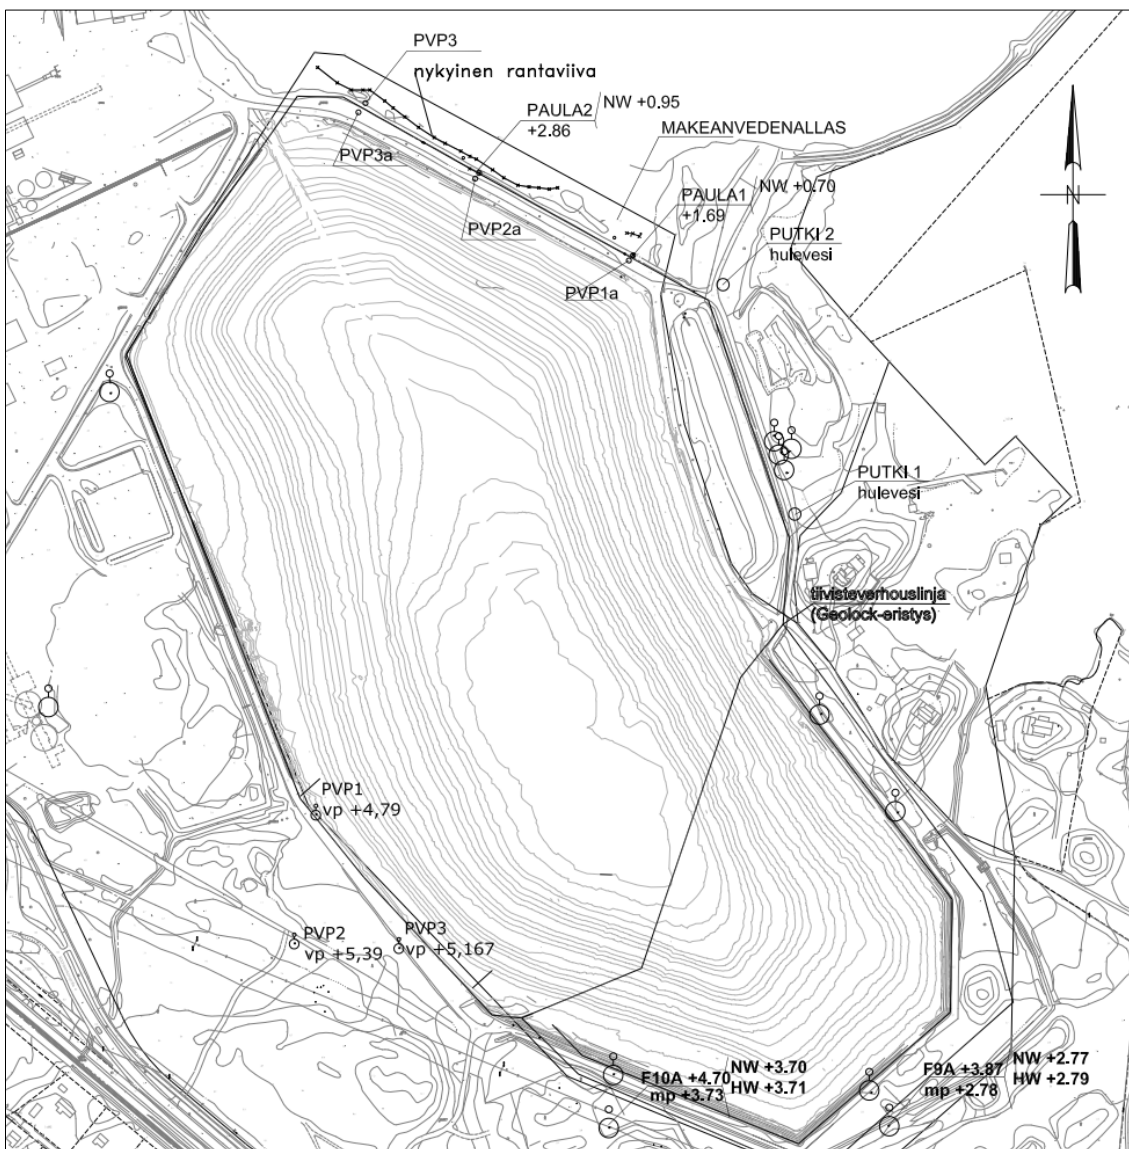 PVP3
nykyinen rantaviiva
PAULA2
+2.86
NW +0.95
MAKEANVEDENALLAS
PVP3a
PAULA1
+1.69
NW +0.70
PVP2a
PUTKI 2
hulevesi
N
PVP1a
PUTKI 1
hulevesi
tiivisteverhouslinja
(Geolock-eristys)
PVP1
vp +4,79
PVP2
vp +5,39
PVP3
vp +5,167
F10A +4.70
mp +3.73
NW +3.70
HW +3.71
F9A +3.87
mp +2.78
NW +2.77
HW +2.79